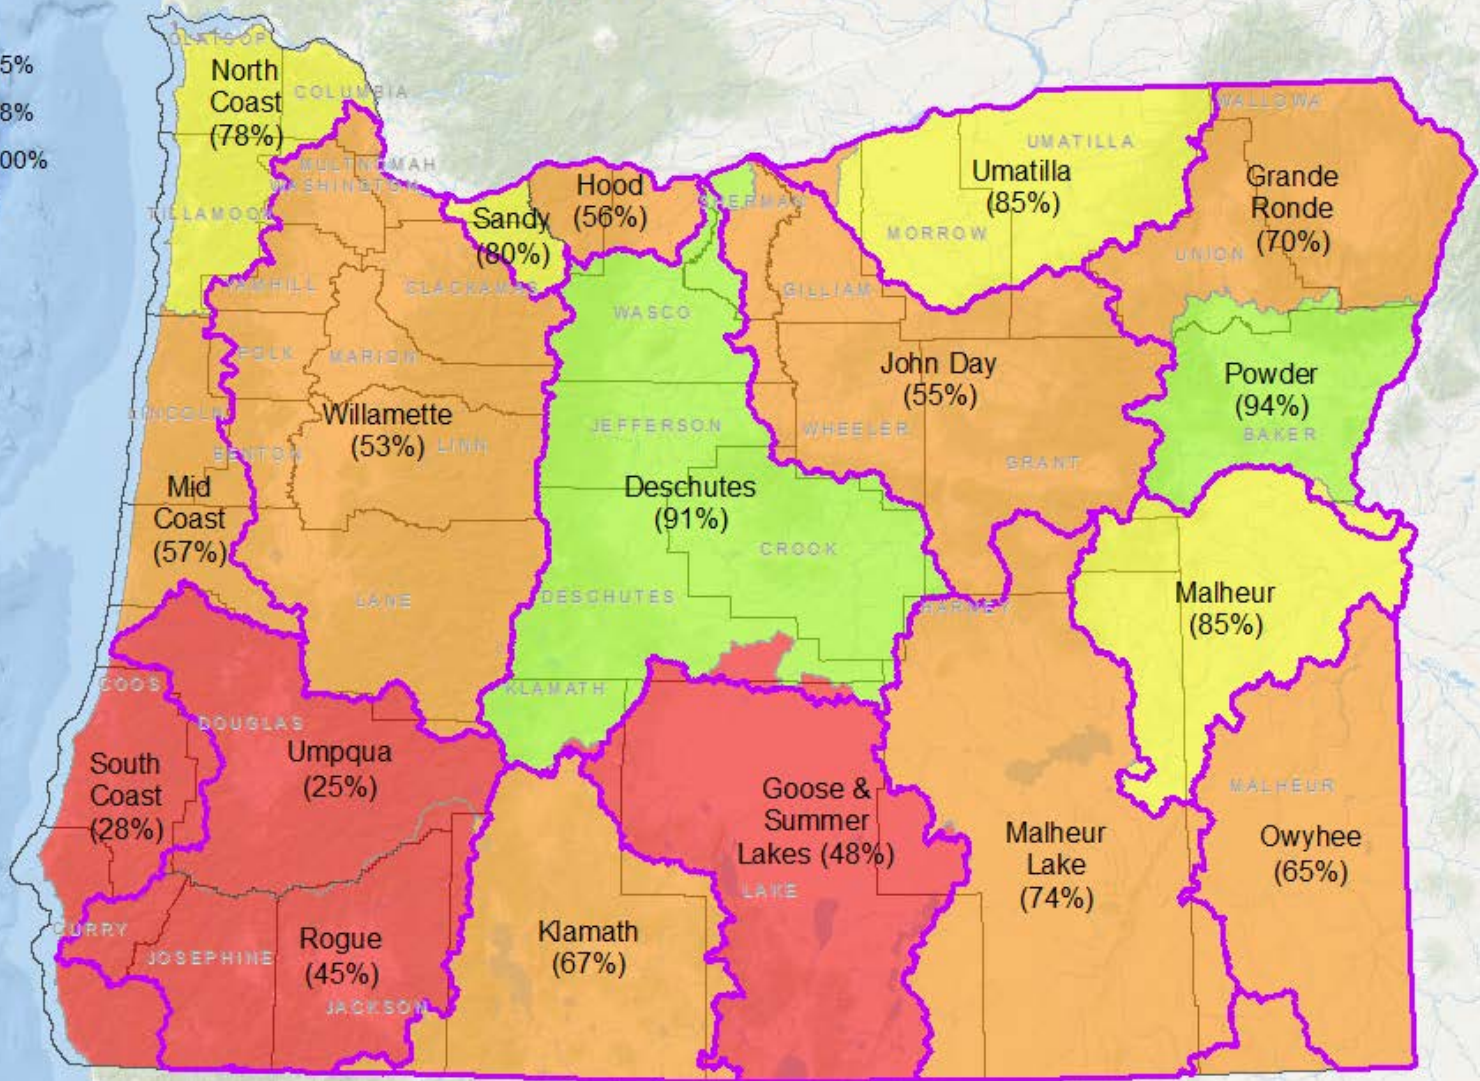 5%
8%
00%
CLATSOP
North
Coast
(78%)
COLUMBIA
MULTNOMAH
WASHINGTON
TILLAMOOK
Sandy
(80%)
Hood
(56%)
SHERMAN
UMATILLA
Umatilla
(85%)
MORROW
WALLOWA
Grande
Ronde
(70%)
UNION
YAMHILL
CLACKAMAS
WASCO
GILLIAM
POLK
MARION
John Day
(55%)
Powder
(94%)
BAKER
LINCOLN
Willamette
(53%)
LINN
BENTON
JEFFERSON
WHEELER
GRANT
Mid
Coast
(57%)
Deschutes
(91%)
CROOK
LANE
DESCHUTES
HARNEY
Malheur
(85%)
COOS
DOUGLAS
KLAMATH
South
Coast
(28%)
Umpqua
(25%)
Goose &
Summer
Lakes (48%)
LAKE
Malheur
Lake
(74%)
MALHEUR
Owyhee
(65%)
CURRY
JOSEPHINE
Rogue
(45%)
JACKSON
Klamath
(67%)